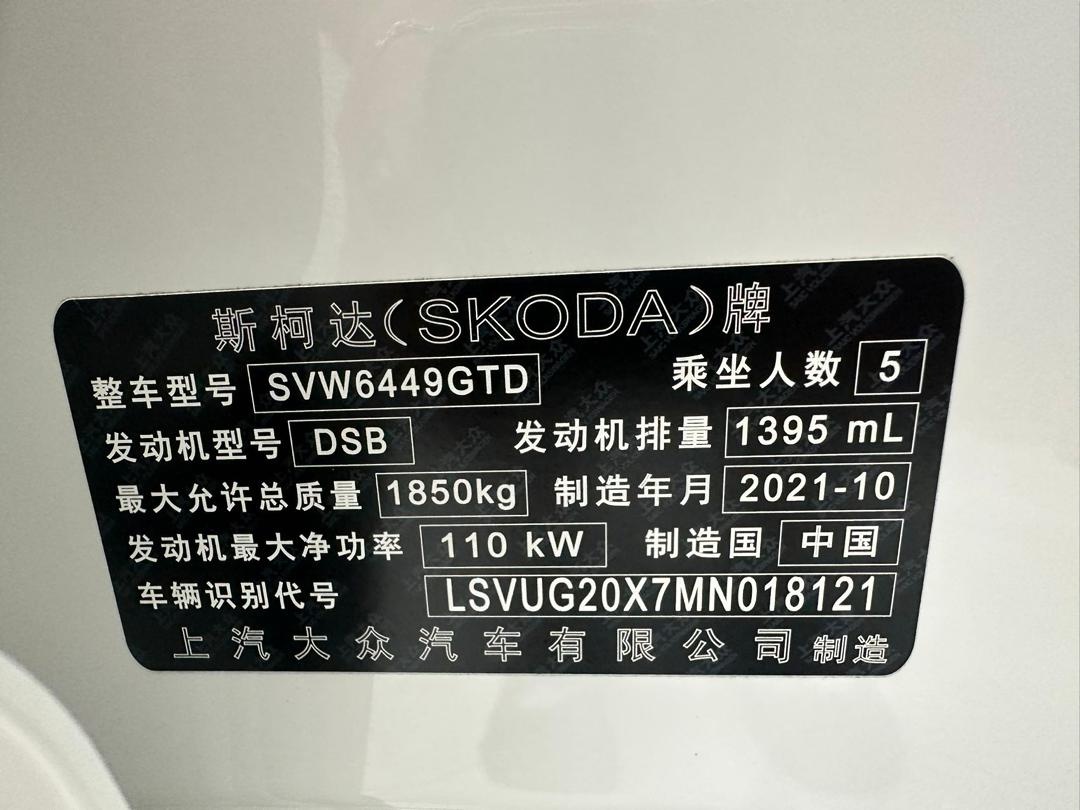 斯柯达(SKODA)牌
整车型号 SVW6449GTD 乘坐人数 5
发动机型号 DSB 发动机排量 1395 mL
最大允许总质量 1850kg 制造年月 2021-10
发动机最大净功率 110 kW 制造国 中国
车辆识别代号 LSVUG20X7MN018121
上汽大众汽车有限公司 制造